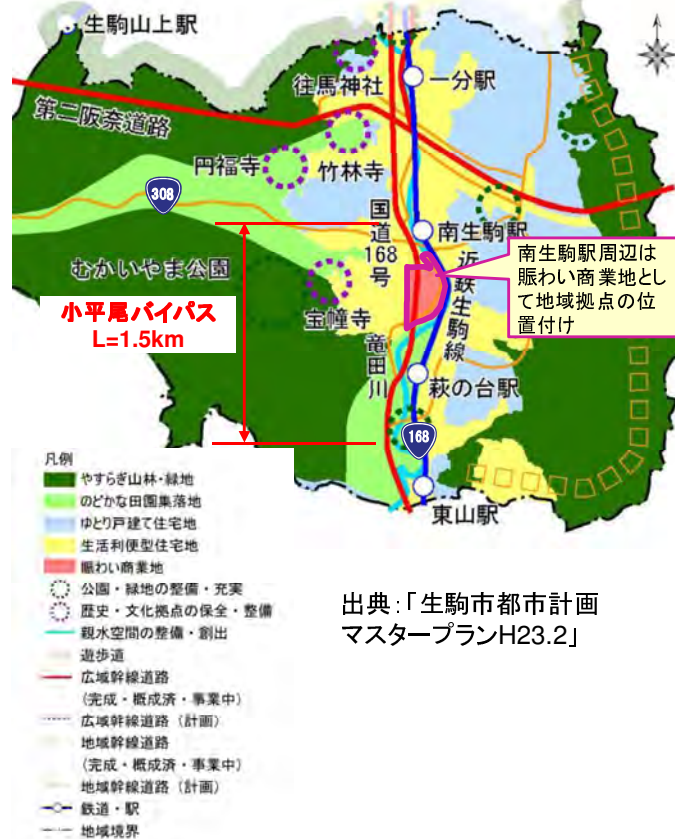 生駒山上駅
往馬神社
一分駅
第二阪奈道路
円福寺
竹林寺
308
国道168号
南生駒駅
むかいやま公園
近鉄生駒線
南生駒駅周辺は
賑わい商業地とし
て地域拠点の位
置付け
小平尾バイパス
L=1.5km
宝幢寺
竜田川
萩の台駅
168
東山駅
凡例
やすらぎ山林・緑地
のどかな田園集落地
ゆとり戸建て住宅地
生活利便型住宅地
賑わい商業地
公園・緑地の整備・充実
歴史・文化拠点の保全・整備
親水空間の整備・創出
遊歩道
広域幹線道路
(完成・概成済・事業中)
広域幹線道路（計画）
地域幹線道路
(完成・概成済・事業中)
地域幹線道路（計画）
鉄道・駅
地域境界
出典:「生駒市都市計画
マスタープランH23.2」